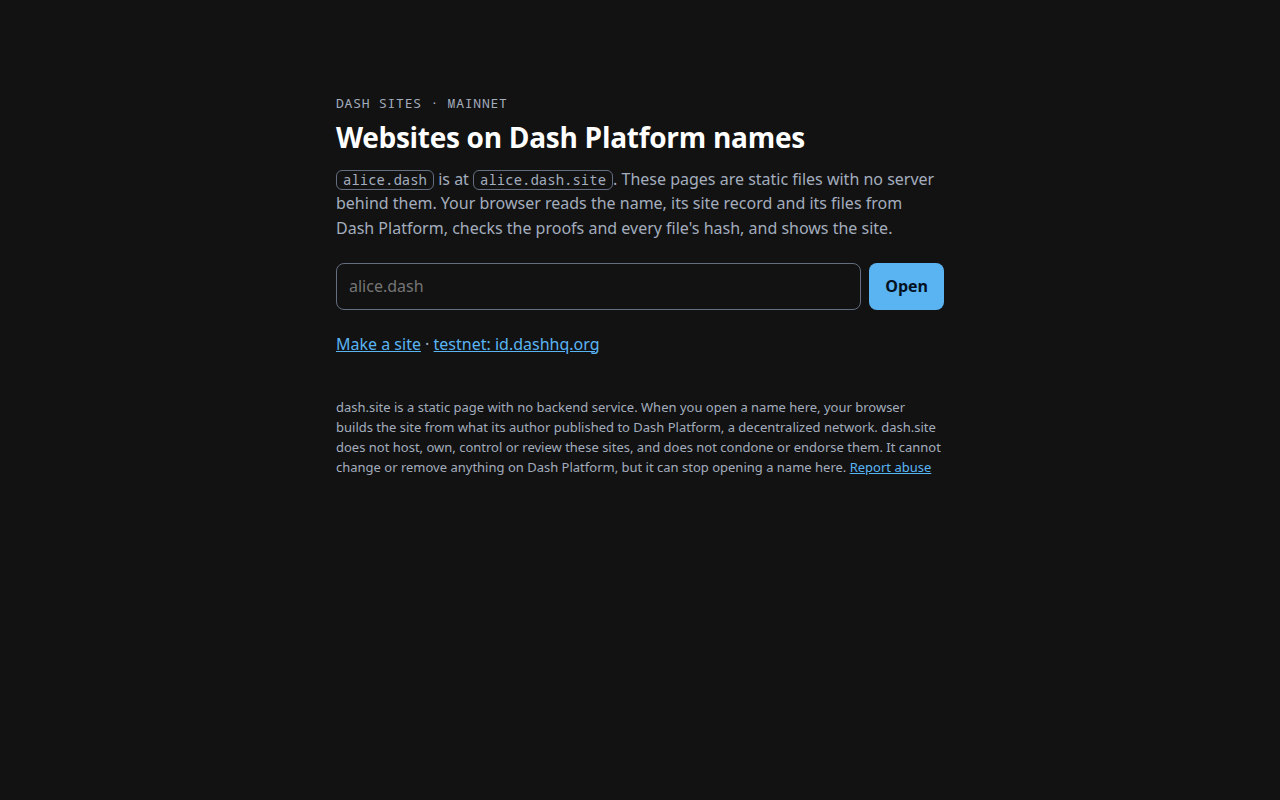 DASH SITES · MAINNET
Websites on Dash Platform names
alice.dash is at alice.dash.site. These pages are static files with no server
behind them. Your browser reads the name, its site record and its files from
Dash Platform, checks the proofs and every file's hash, and shows the site.
alice.dash Open
Make a site · testnet: id.dashhq.org
dash.site is a static page with no backend service. When you open a name here, your browser
builds the site from what its author published to Dash Platform, a decentralized network. dash.site
does not host, own, control or review these sites, and does not condone or endorse them. It cannot
change or remove anything on Dash Platform, but it can stop opening a name here. Report abuse